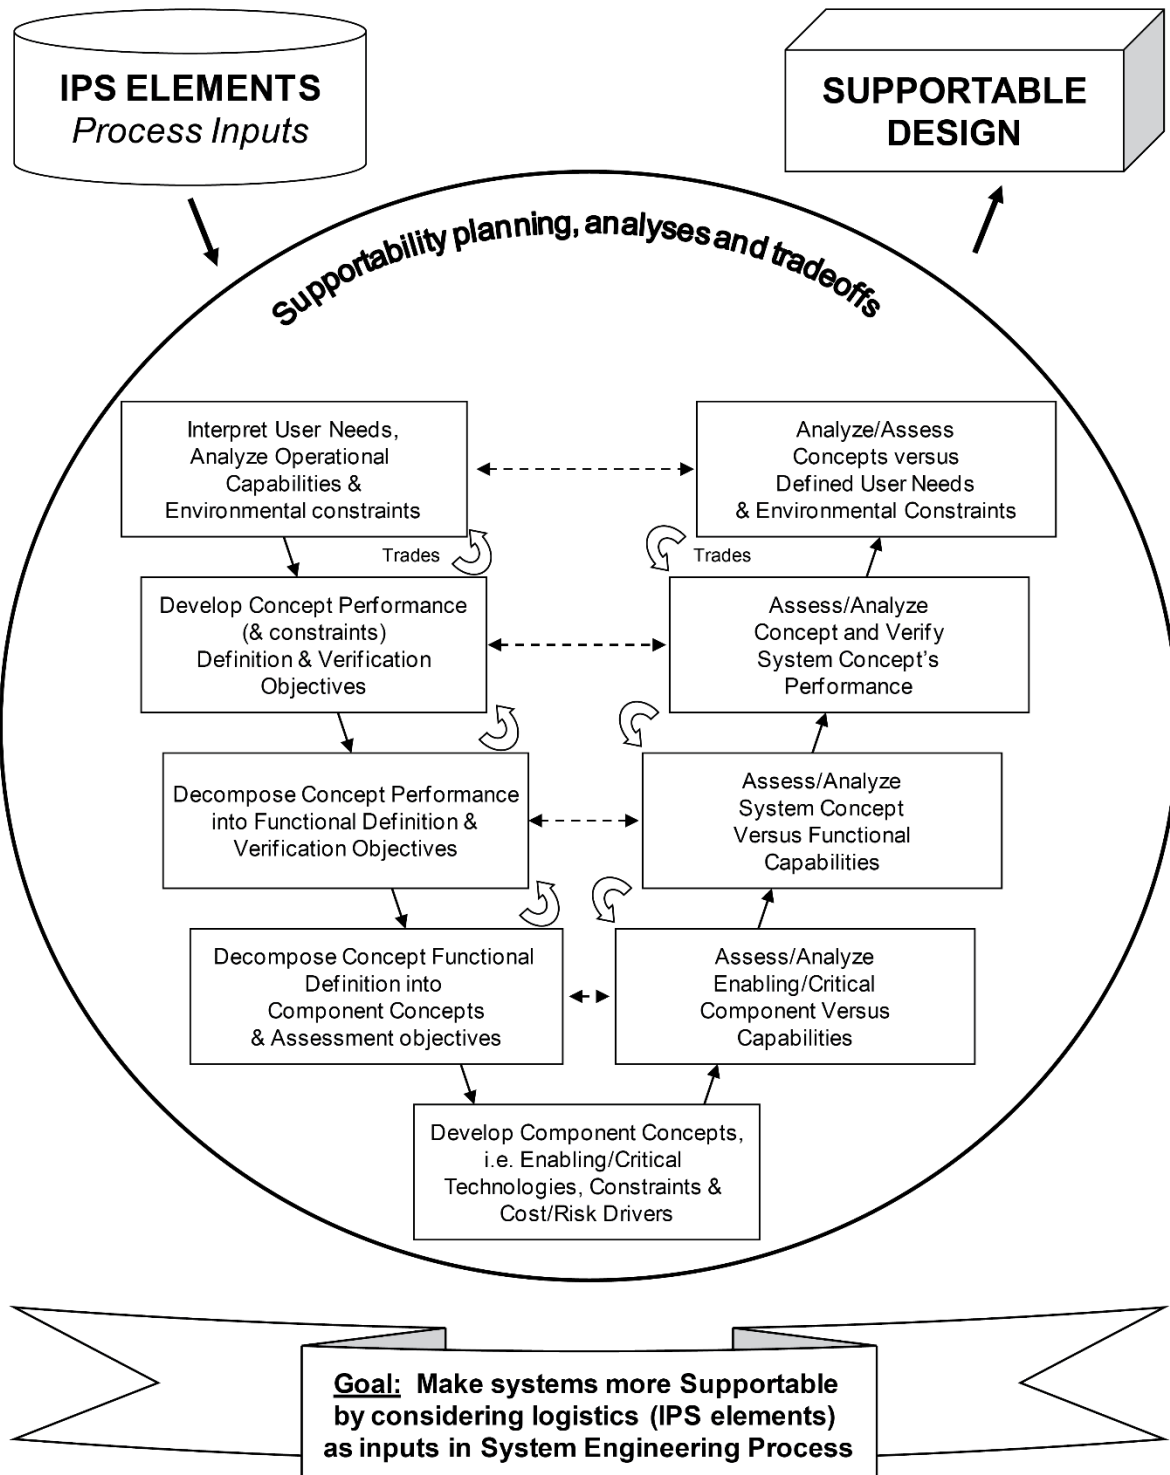 IPS ELEMENTS
Process Inputs
SUPPORTABLE
DESIGN
Supportability planning, analyses and tradeoffs
Interpret User Needs,
Analyze Operational
Capabilities &
Environmental constraints
Analyze/Assess
Concepts versus
Defined User Needs
& Environmental Constraints
Trades
Trades
Develop Concept Performance
(& constraints)
Definition & Verification
Objectives
Assess/Analyze
Concept and Verify
System Concept's
Performance
Decompose Concept Performance
into Functional Definition &
Verification Objectives
Assess/Analyze
System Concept
Versus Functional
Capabilities
Decompose Concept Functional
Definition into
Component Concepts
& Assessment objectives
Assess/Analyze
Enabling/Critical
Component Versus
Capabilities
Develop Component Concepts,
i.e. Enabling/Critical
Technologies, Constraints &
Cost/Risk Drivers
Goal: Make systems more Supportable
by considering logistics (IPS elements)
as inputs in System Engineering Process